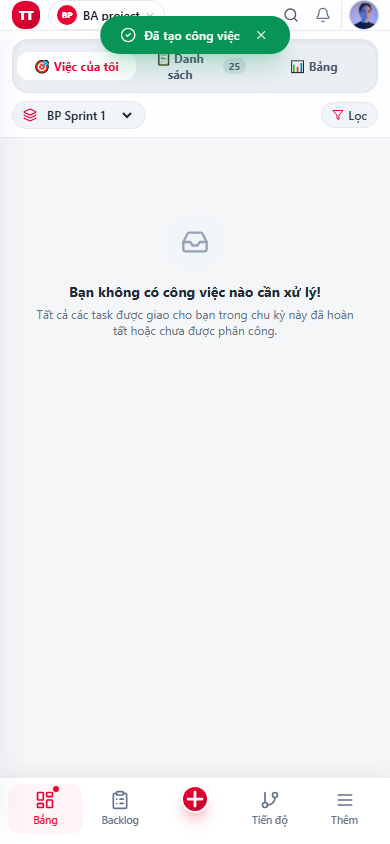 TT
BP
BA project
Đã tạo công việc
Việc của tôi
Danh
sách
25
Bảng
BP Sprint 1
Lọc
Bạn không có công việc nào cần xử lý!
Tất cả các task được giao cho bạn trong chu kỳ này đã hoàn
tất hoặc chưa được phân công.
Bảng
Backlog
Tiến độ
Thêm